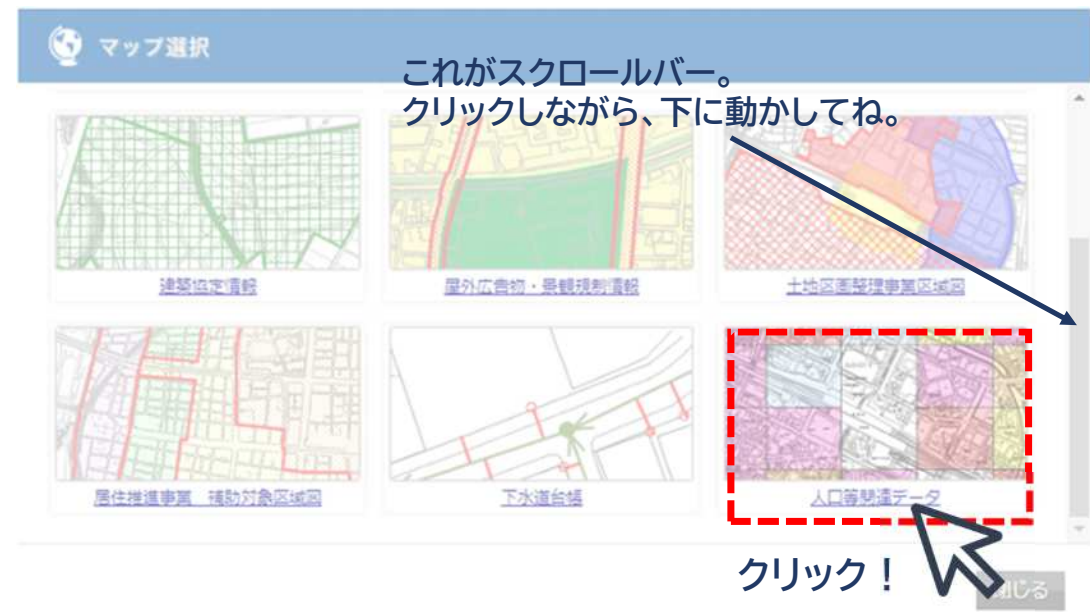 マップ選択
これがスクロールバー。
クリックしながら、下に動かしてね。
建築協定情報
屋外広告物・景観規制情報
土地区画整理事業区域図
居住推進事業 補助対象区域図
下水道台帳
人口等関連データ
クリック！
閉じる